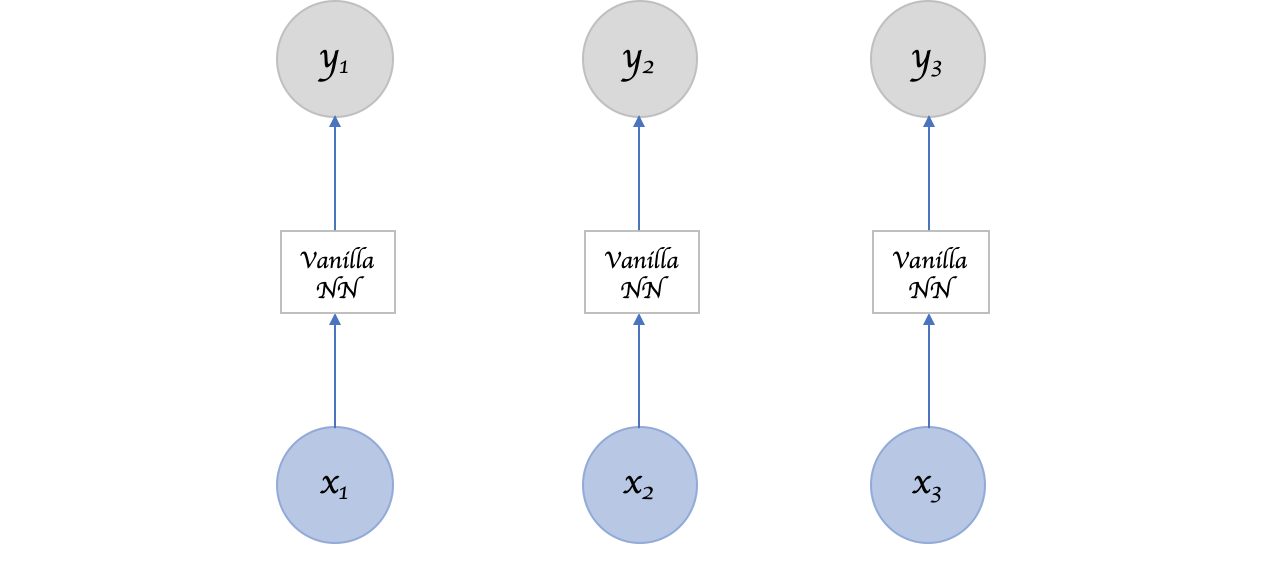 y₁ y₂ y₃
Vanilla Vanilla Vanilla
NN NN NN
x₁ x₂ x₃